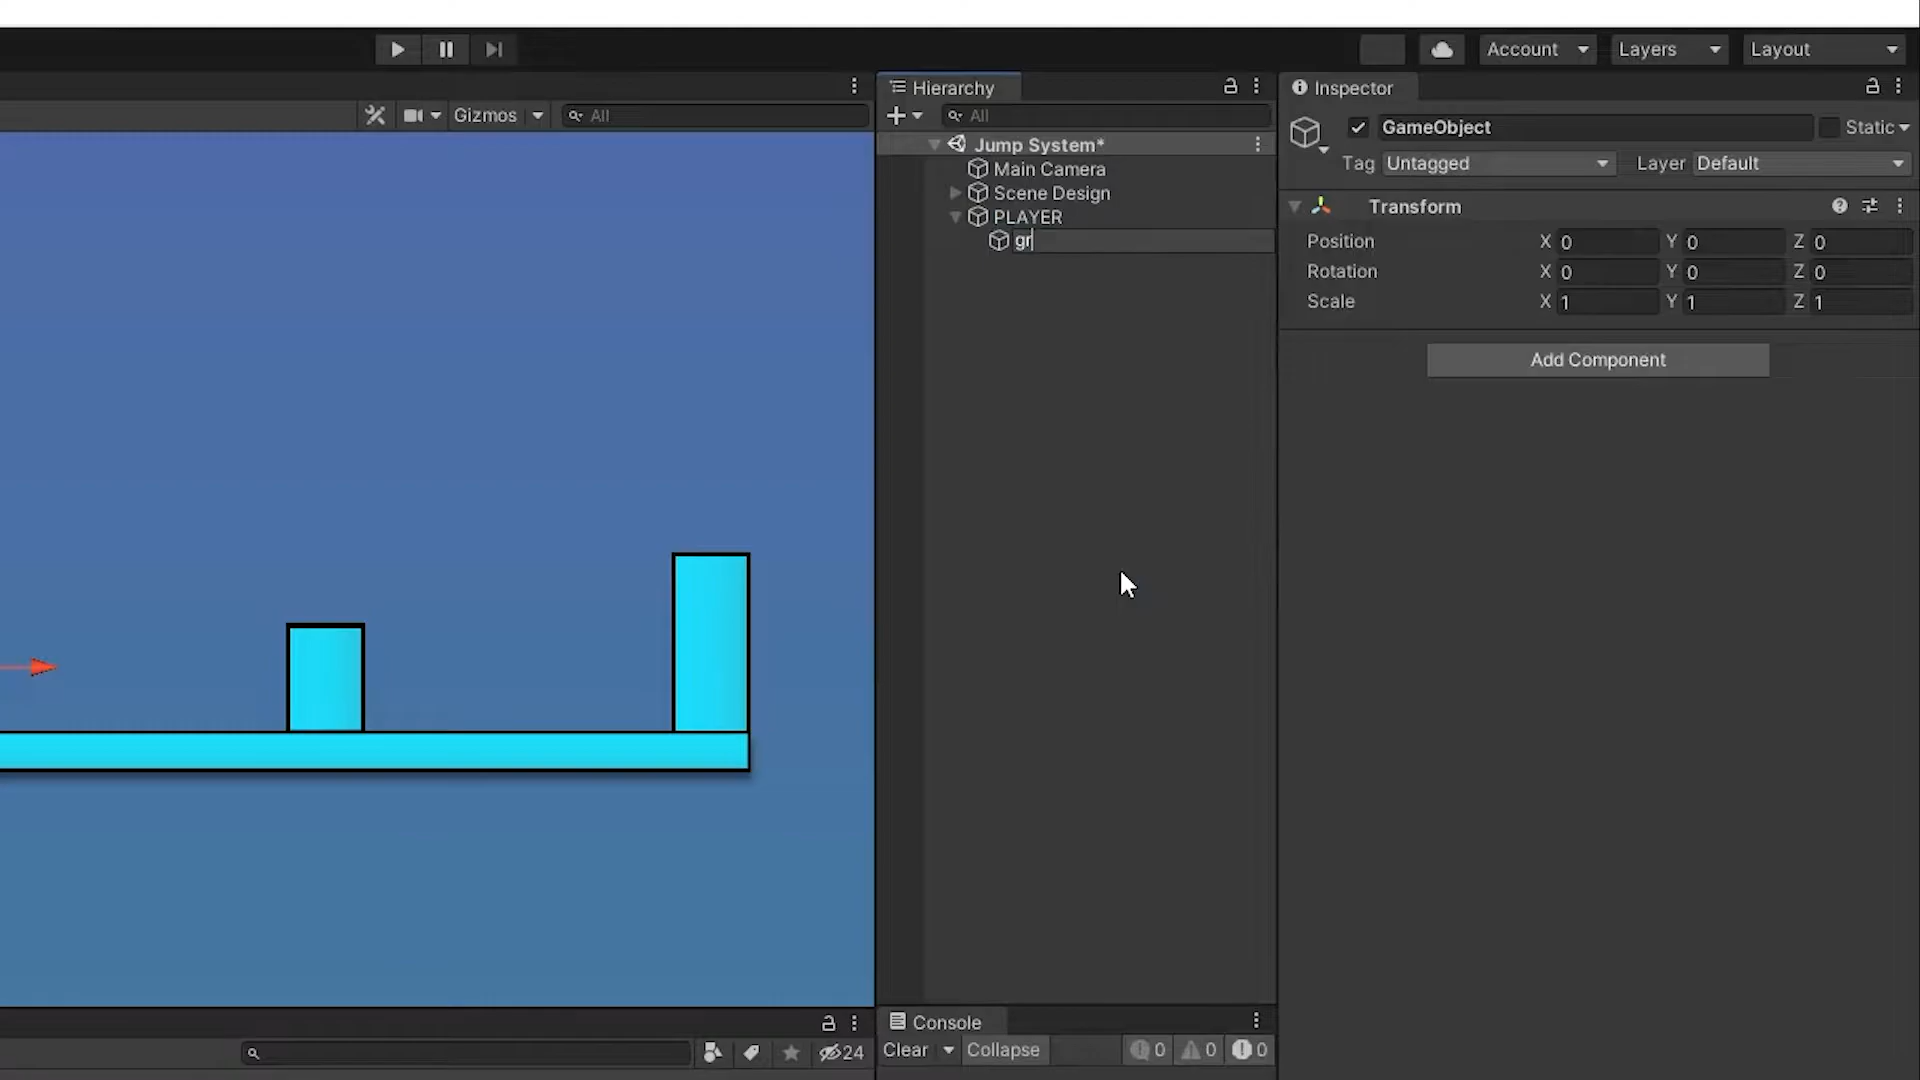 Account Layers Layout
Hierarchy Inspector
Gizmos All All
GameObject Static
Jump System*
Tag Untagged Layer Default
Main Camera
Scene Design
Transform
PLAYER
gr
Position X 0 Y 0 Z 0
Rotation X 0 Y 0 Z 0
Scale X 1 Y 1 Z 1
Add Component
Console
24 Clear Collapse 0 0 0